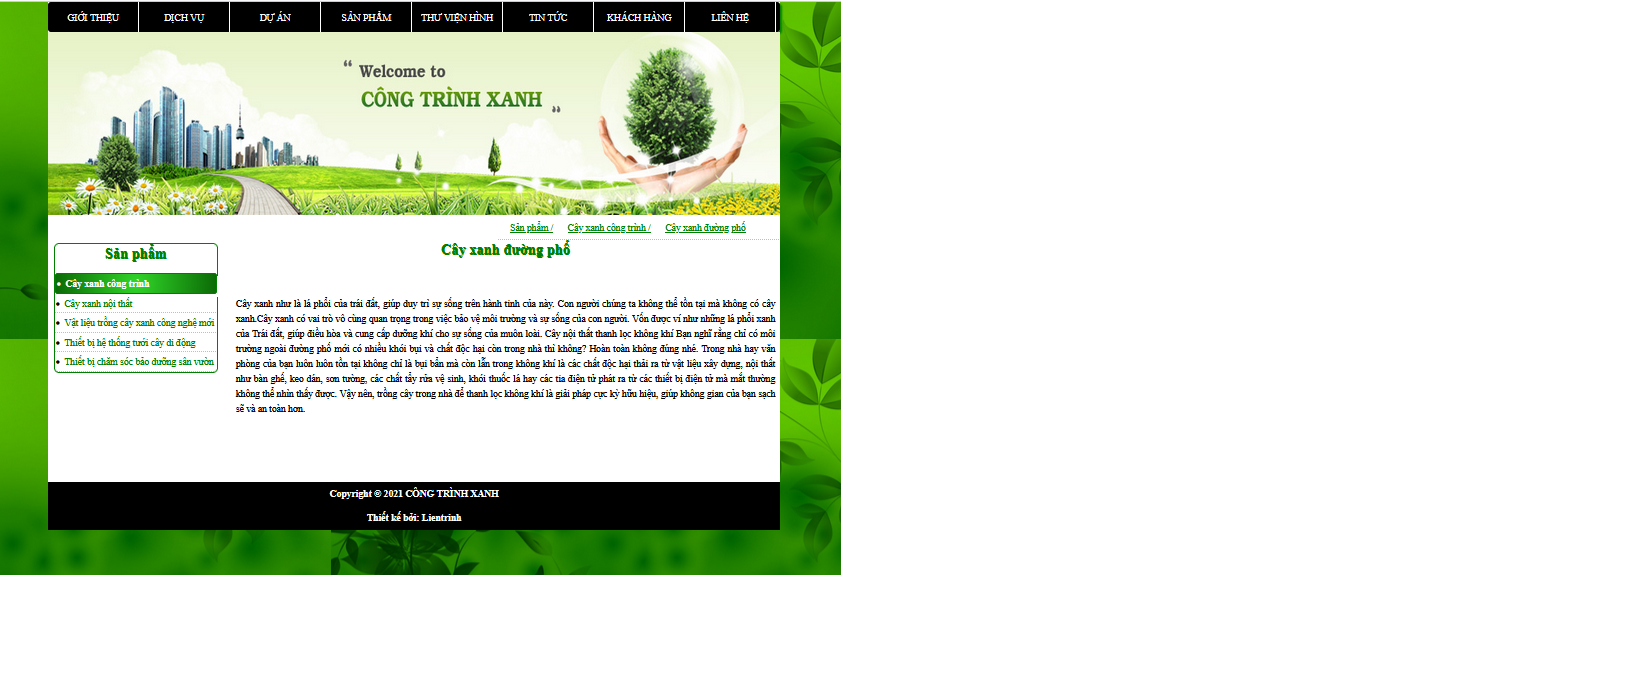 GIỚI THIỆU DỊCH VỤ DỰ ÁN SẢN PHẨM THƯ VIỆN HÌNH TIN TỨC KHÁCH HÀNG LIÊN HỆ
“ Welcome to
CÔNG TRÌNH XANH ”
Sản phẩm / Cây xanh công trình / Cây xanh đường phố
Sản phẩm
Cây xanh công trình
Cây xanh nội thất
Vật liệu trồng cây xanh công nghệ mới
Thiết bị hệ thống tưới cây di động
Thiết bị chăm sóc bảo dưỡng sân vườn
Cây xanh đường phố
Cây xanh như là lá phổi của trái đất, giúp duy trì sự sống trên hành tinh của này. Con người chúng ta không thể tồn tại mà không có cây
xanh.Cây xanh có vai trò vô cùng quan trọng trong việc bảo vệ môi trường và sự sống của con người. Vốn được ví như những lá phổi xanh
của Trái đất, giúp điều hòa và cung cấp dưỡng khí cho sự sống của muôn loài. Cây nội thất thanh lọc không khí Bạn nghĩ rằng chỉ có môi
trường ngoài đường phố mới có nhiều khói bụi và chất độc hại còn trong nhà thì không? Hoàn toàn không đúng nhé. Trong nhà hay văn
phòng của bạn luôn luôn tồn tại không chỉ là bụi bẩn mà còn lẫn trong không khí là các chất độc hại thải ra từ vật liệu xây dựng, nội thất
như bàn ghế, keo dán, sơn tường, các chất tẩy rửa vệ sinh, khói thuốc lá hay các tia điện tử phát ra từ các thiết bị điện tử mà mắt thường
không thể nhìn thấy được. Vậy nên, trồng cây trong nhà để thanh lọc không khí là giải pháp cực kỳ hữu hiệu, giúp không gian của bạn sạch
sẽ và an toàn hơn.
Copyright © 2021 CÔNG TRÌNH XANH
Thiết kế bởi: Lientrinh